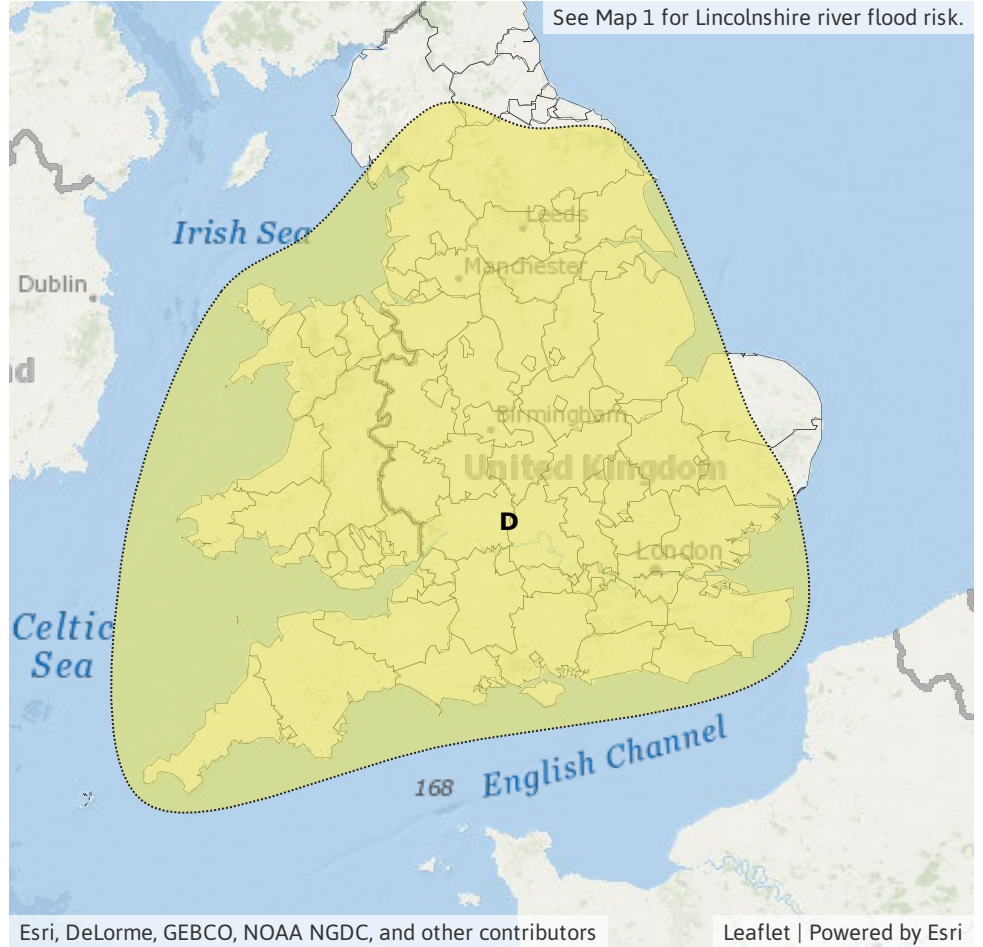 See Map 1 for Lincolnshire river flood risk.
Leeds
Irish Sea
Manchester
Dublin
nd
Birmingham
United Kingdom
D
London
Celtic
Sea
English Channel
168
Esri, DeLorme, GEBCO, NOAA NGDC, and other contributors
Leaflet | Powered by Esri